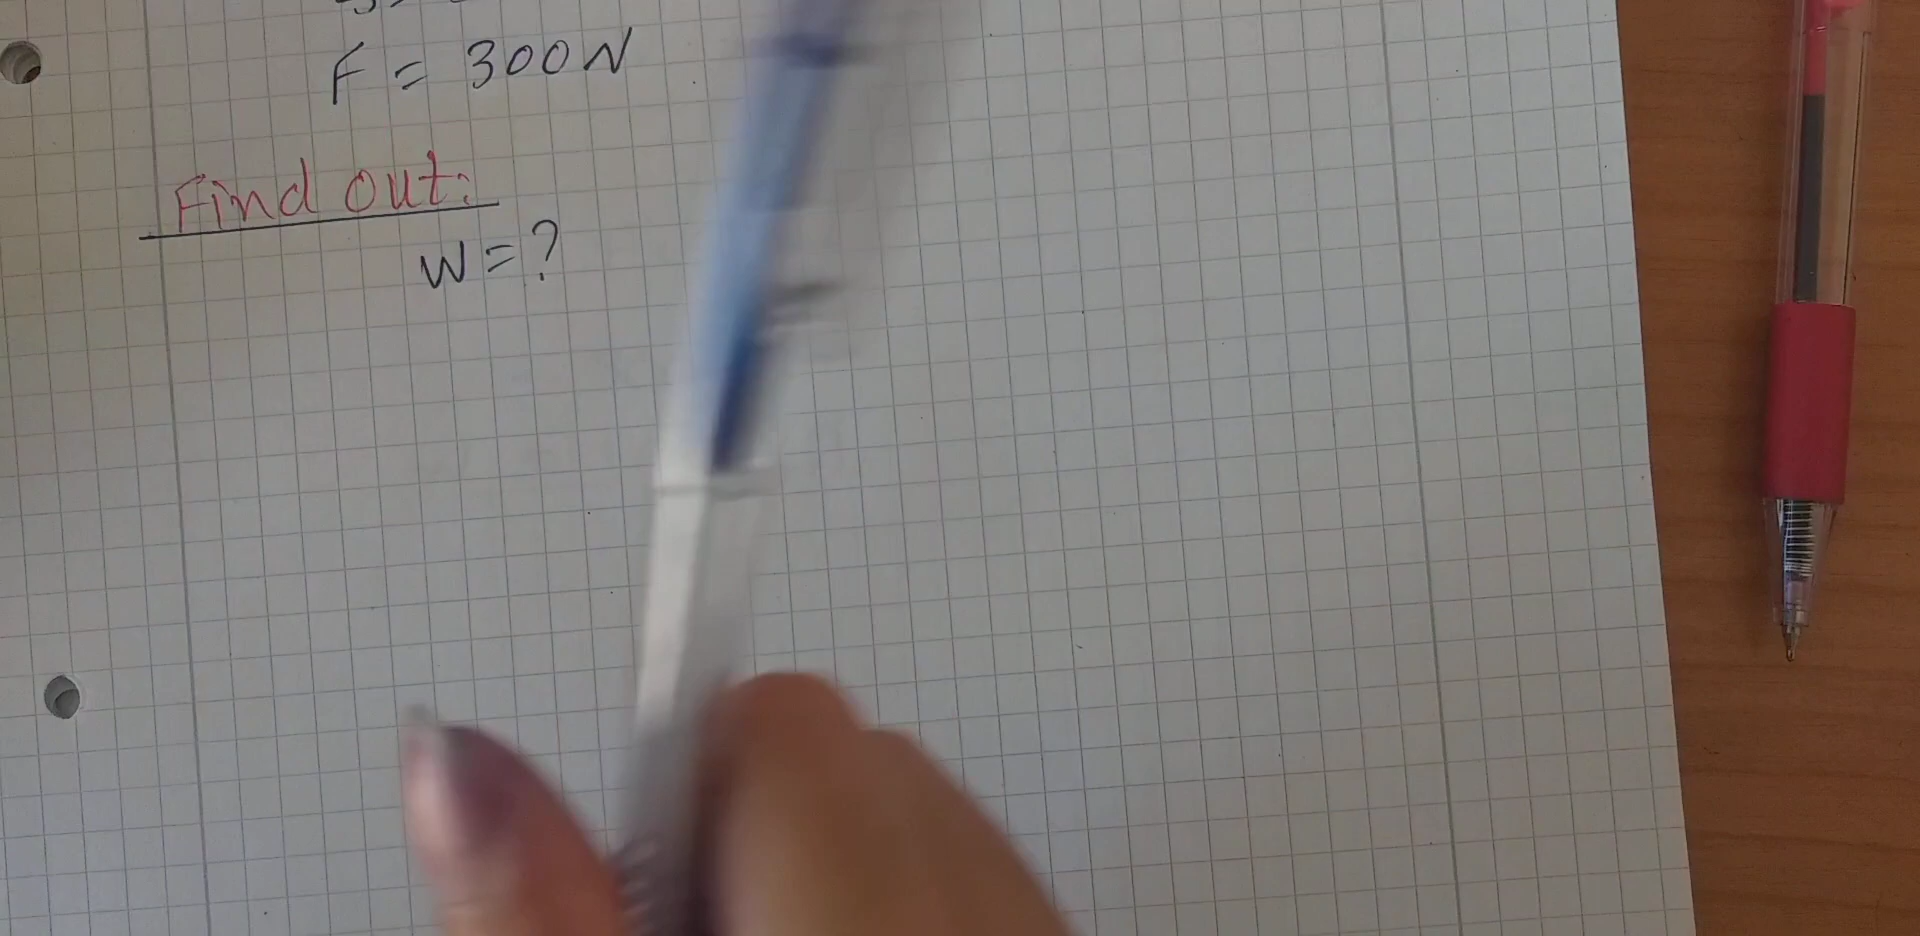 F = 300N
Find out:
W = ?